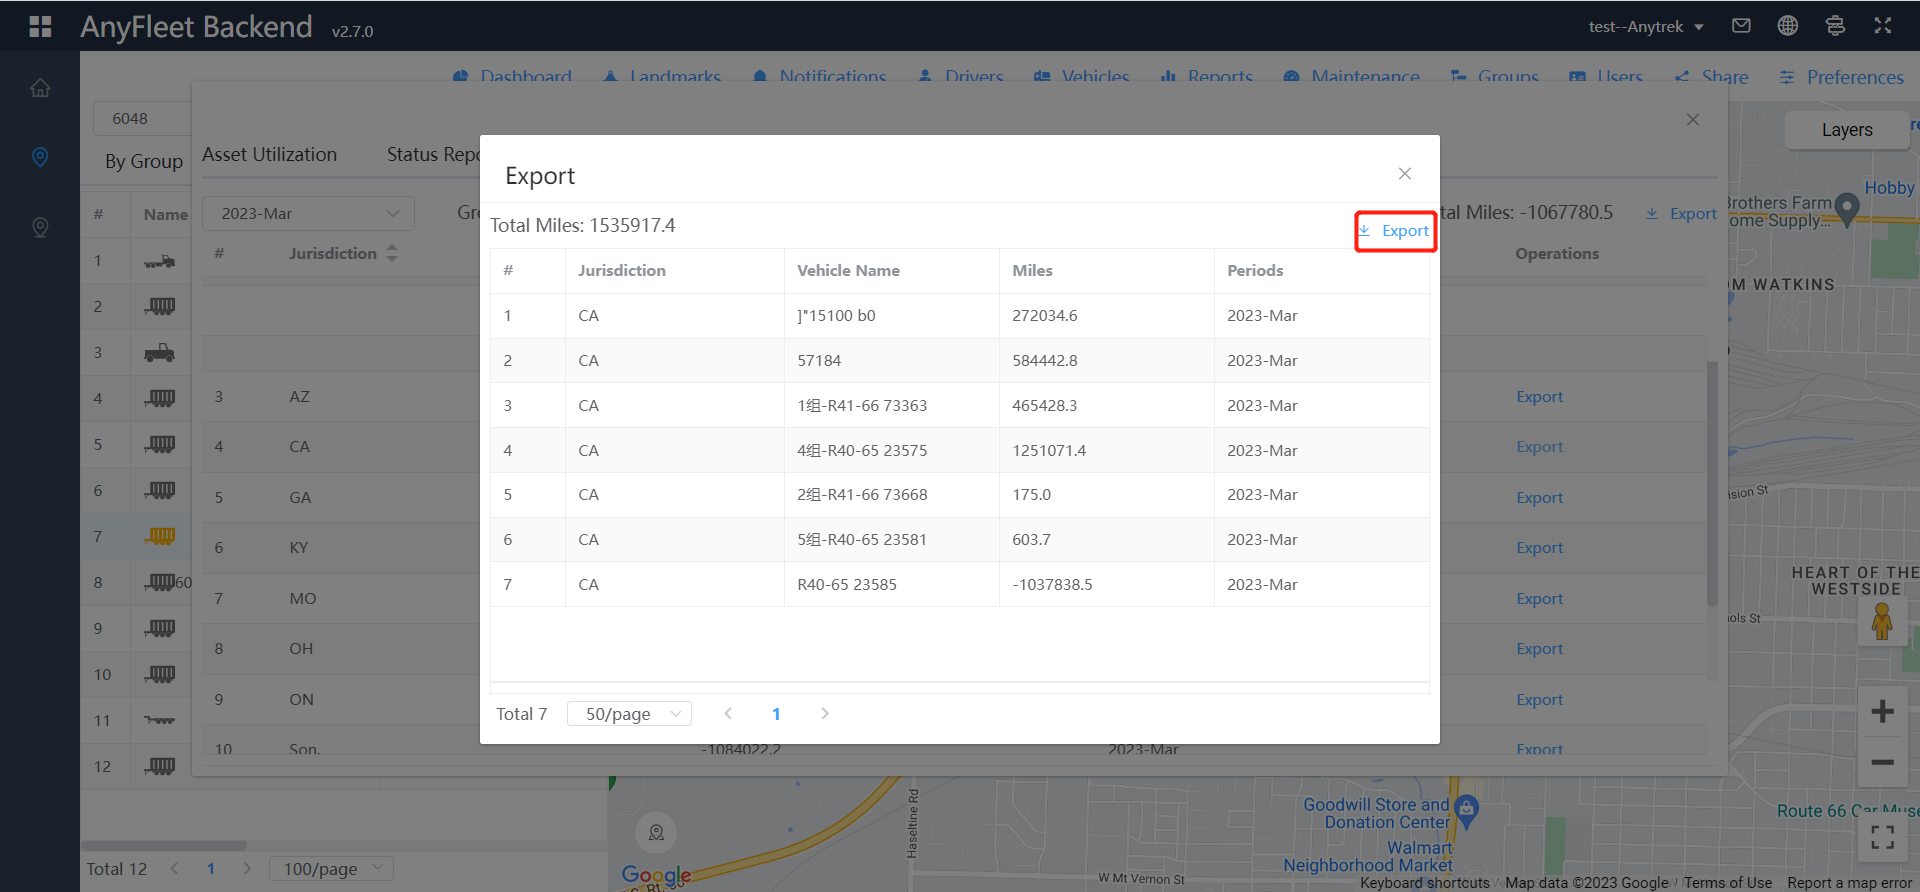 AnyFleet Backend v2.7.0
test--Anytrek
Dashboard Landmarks Notifications Drivers Vehicles Reports Maintenance Groups Users Share Preferences
6048
Layers
By Group
Asset Utilization Status Repo
Export
# Name
2023-Mar
Gr
Total Miles: 1535917.4
Export
tal Miles: -1067780.5 Export
# Jurisdiction
Operations
# Jurisdiction Vehicle Name Miles Periods
1 CA ]"15100 b0 272034.6 2023-Mar
2 CA 57184 584442.8 2023-Mar
3 CA 1组-R41-66 73363 465428.3 2023-Mar
4 CA 4组-R40-65 23575 1251071.4 2023-Mar
5 CA 2组-R41-66 73668 175.0 2023-Mar
6 CA 5组-R40-65 23581 603.7 2023-Mar
7 CA R40-65 23585 -1037838.5 2023-Mar
Total 7 50/page 1
1
2
3
4
5
6
7
8 60
9
10
11
12
3 AZ Export
4 CA Export
5 GA Export
6 KY Export
7 MO Export
8 OH Export
9 ON Export
10 Son. -1084022.2 2023-Mar Export
Total 12 1 100/page
Hobby
Brothers Farm
ome Supply...
OM WATKINS
ision St
HEART OF THE
WESTSIDE
ols St
Haseltine Rd
Goodwill Store and
Donation Center
Walmart
Neighborhood Market
Route 66 Car Muse
W Mt Vernon St
Google
Keyboard shortcuts Map data ©2023 Google Terms of Use Report a map error